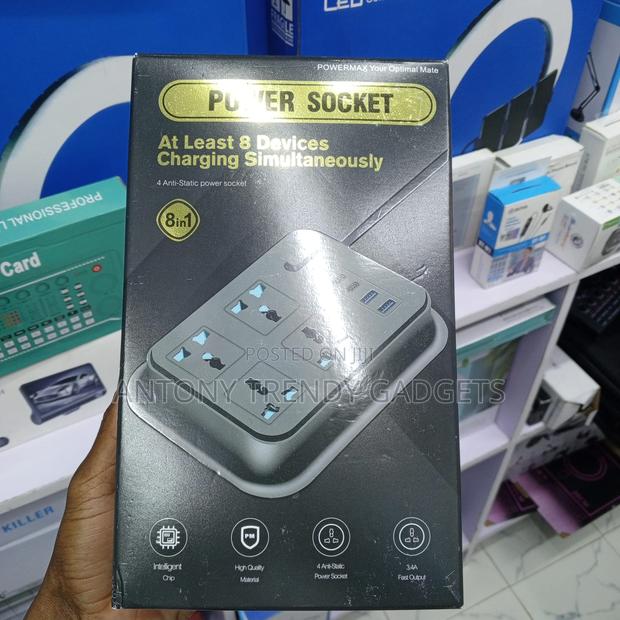 POWERMAX Your Optimal Mate
POWER SOCKET
At Least 8 Devices
Charging Simultaneously
4 Anti-Static power socket
8in1
PROFESSIONAL
Card
POSTED ON JIJI
ANTONY TRENDY GADGETS
KILLER
Intelligent
Chip
PM
High Quality
Material
4 Anti-Static
Power Socket
3.4A
Fast Output